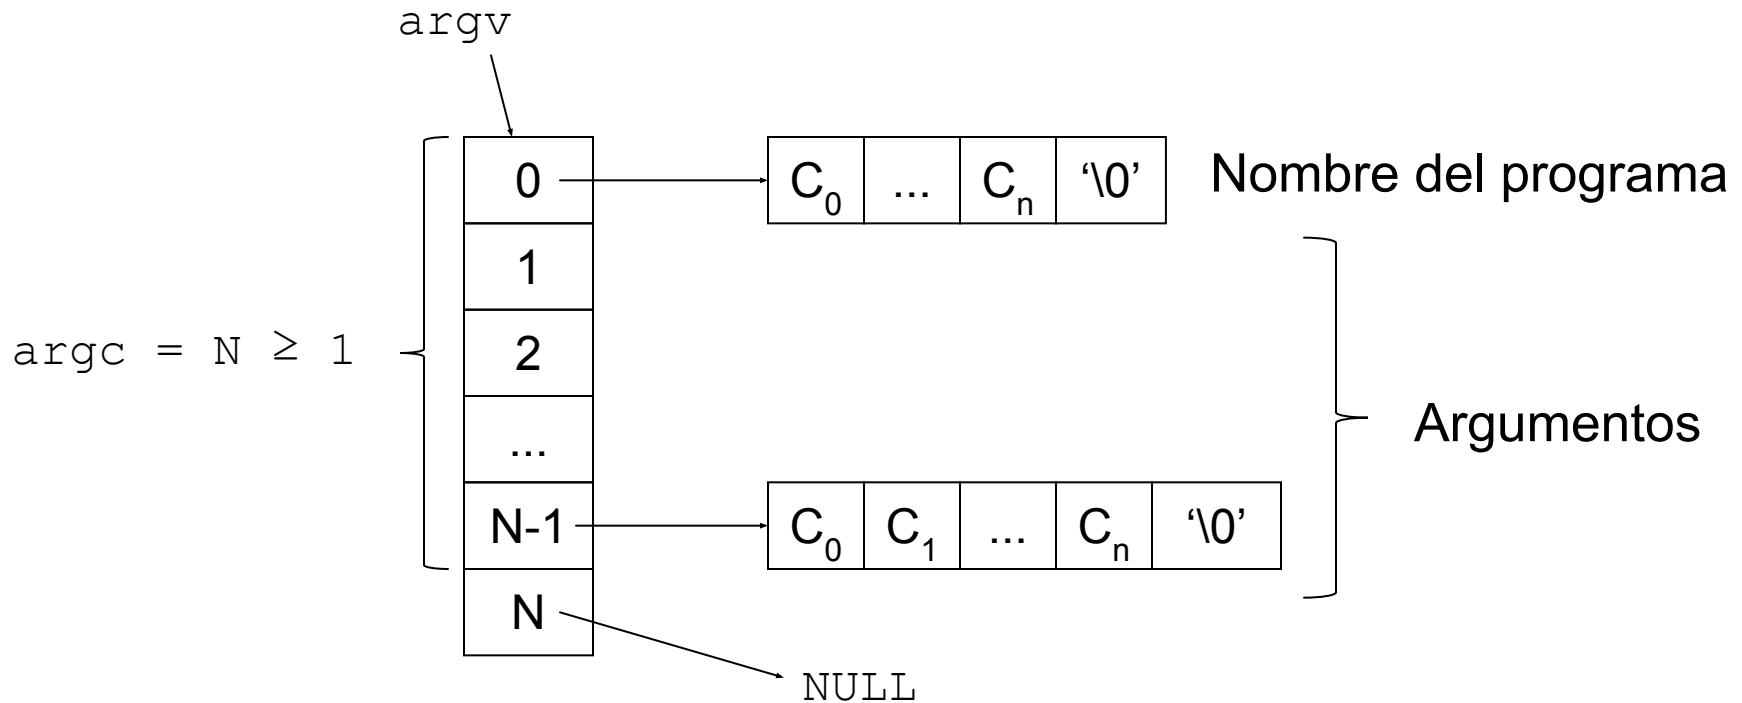 argv
0
C₀ ... Cₙ ‘\0’
Nombre del programa
1
argc = N ≥ 1
2
...
Argumentos
N-1
C₀ C₁ ... Cₙ ‘\0’
N
NULL